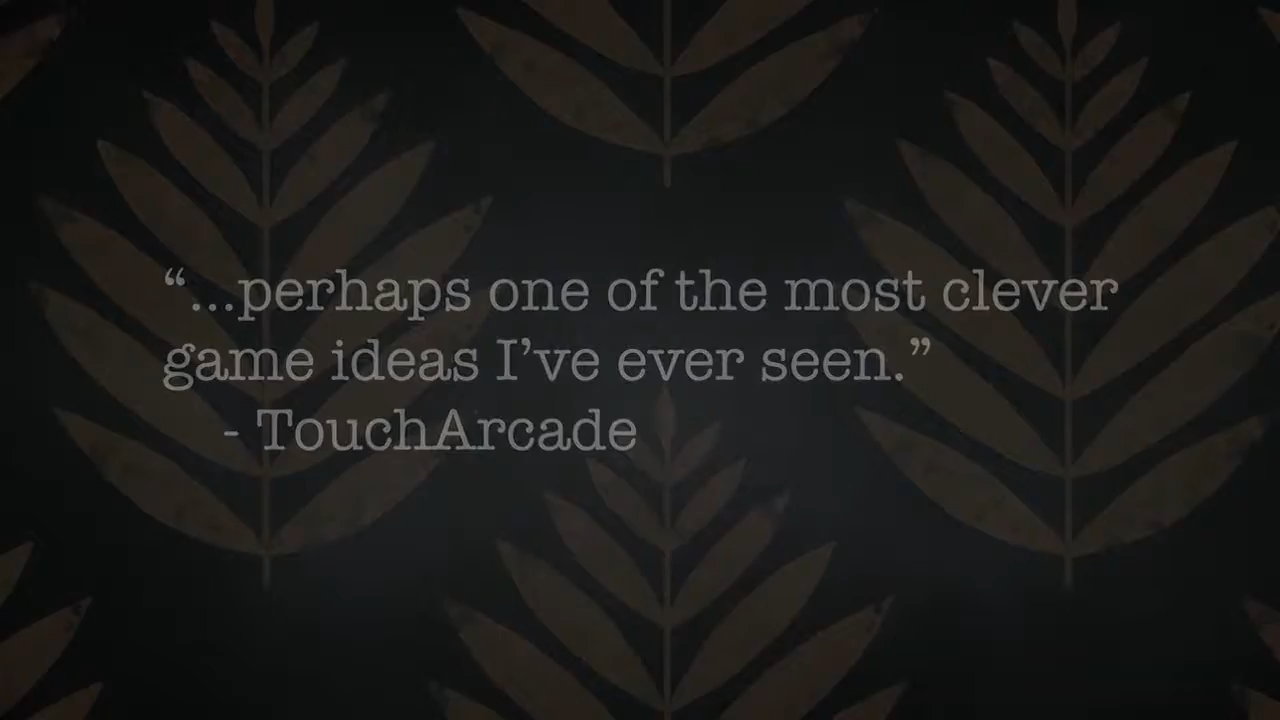 “...perhaps one of the most clever
game ideas I’ve ever seen.”
- TouchArcade